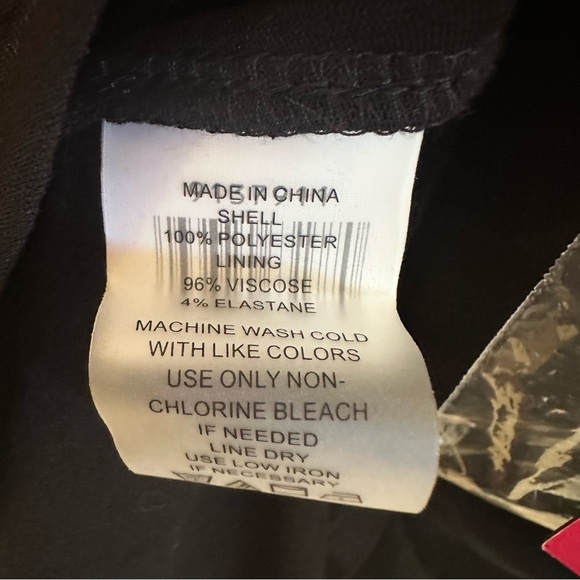 MADE IN CHINA
SHELL
100% POLYESTER
LINING
96% VISCOSE
4% ELASTANE
MACHINE WASH COLD
WITH LIKE COLORS
USE ONLY NON-
CHLORINE BLEACH
IF NEEDED
LINE DRY
USE LOW IRON
IF NECESSARY